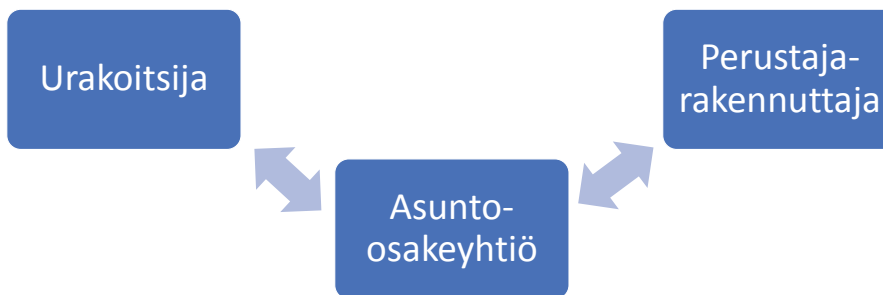 Urakoitsija
Perustaja-
rakennuttaja
Asunto-
osakeyhtiö